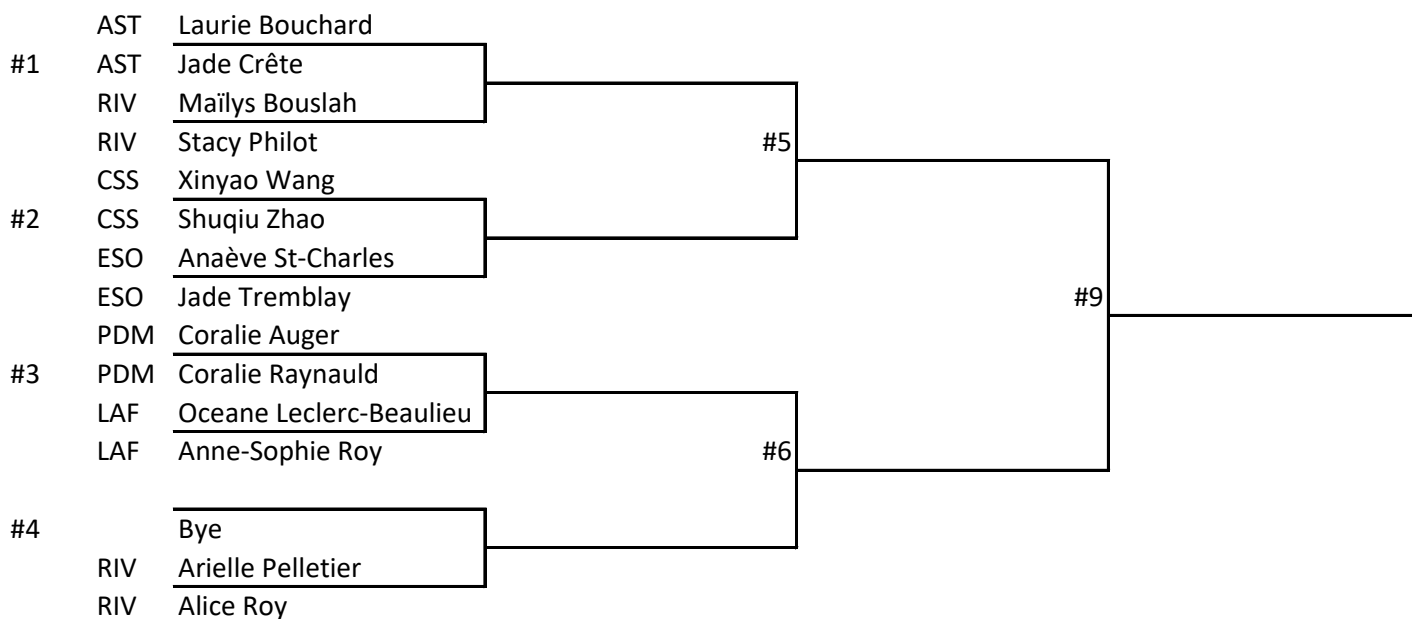 AST Laurie Bouchard
#1 AST Jade Crête
RIV Maïlys Bouslah
RIV Stacy Philot #5
CSS Xinyao Wang
#2 CSS Shuqiu Zhao
ESO Anaève St-Charles
ESO Jade Tremblay #9
PDM Coralie Auger
#3 PDM Coralie Raynauld
LAF Oceane Leclerc-Beaulieu
LAF Anne-Sophie Roy #6
#4 Bye
RIV Arielle Pelletier
RIV Alice Roy